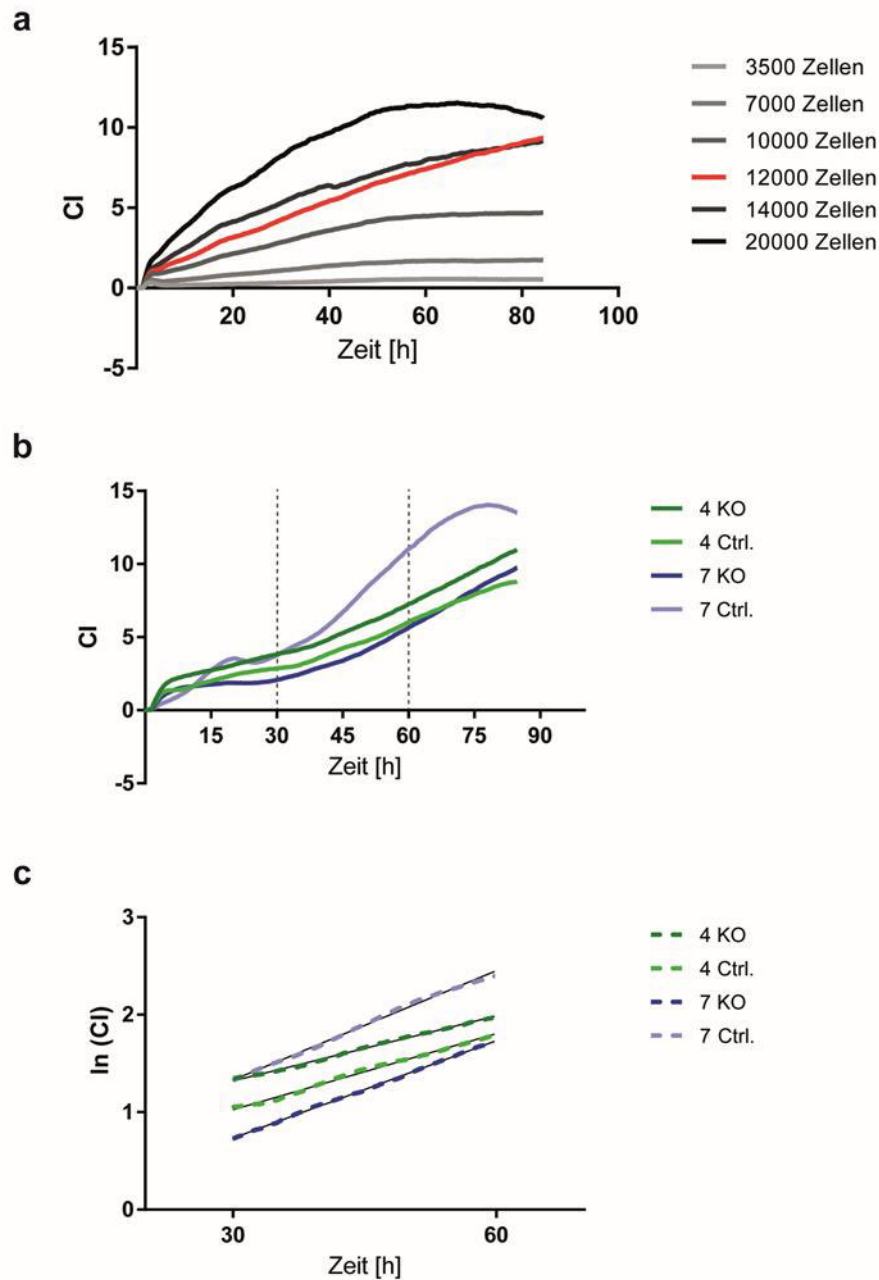 a
15
10
5
0
-5
CI
20 40 60 80 100
Zeit [h]
3500 Zellen
7000 Zellen
10000 Zellen
12000 Zellen
14000 Zellen
20000 Zellen
b
15
10
5
0
-5
CI
15 30 45 60 75 90
Zeit [h]
4 KO
4 Ctrl.
7 KO
7 Ctrl.
c
3
2
1
0
ln (CI)
30 60
Zeit [h]
4 KO
4 Ctrl.
7 KO
7 Ctrl.